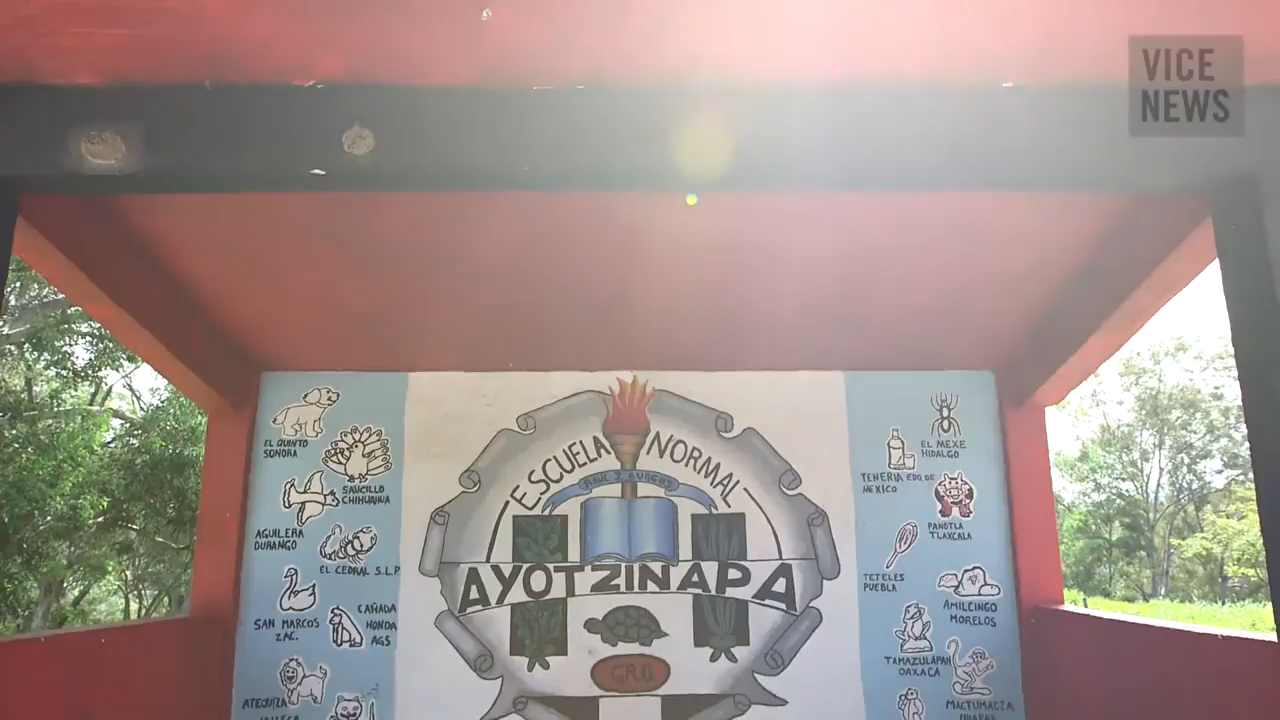 VICE
NEWS
ESCUELA NORMAL
RAUL I. BURGOS
AYOTZINAPA
GRO.
EL QUINTO
SONORA
SAUCILLO
CHIHUAHUA
AGUILERA
DURANGO
EL CEDRAL S.L.P
SAN MARCOS
ZAC.
CAÑADA
HONDA
AGS
ATEQUIZA
EL MEXE
HIDALGO
TENERIA EDO. DE
MEXICO
PANOTLA
TLAXCALA
TETELES
PUEBLA
AMILCINGO
MORELOS
TAMAZULAPAN
OAXACA
MACTUMACZA